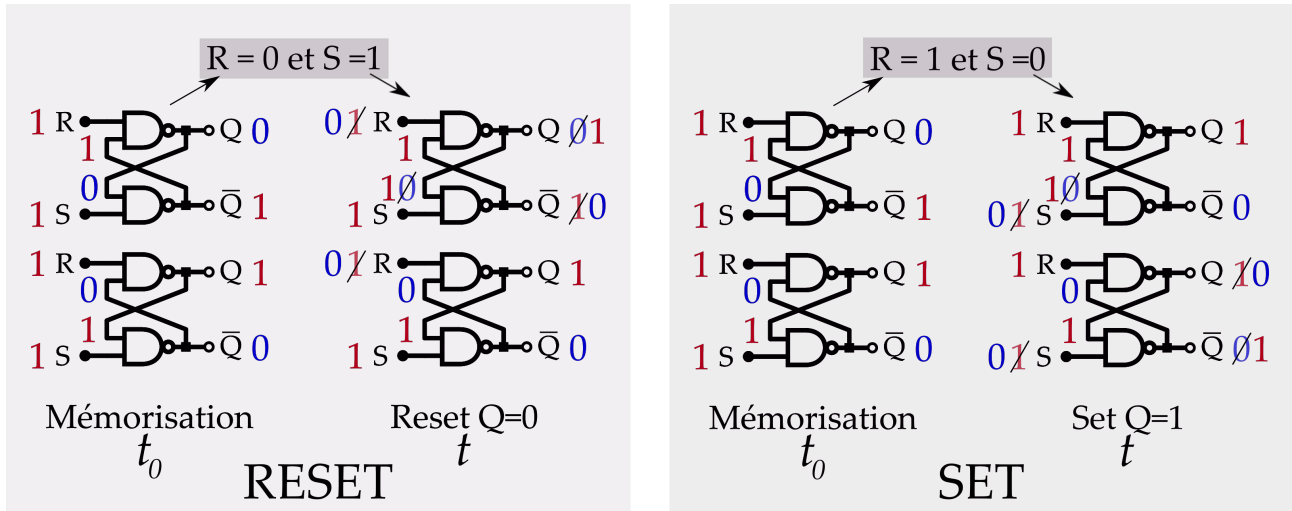 R = 0 et S =1
1 R Q 0
1
0
1 S Q̅ 1
0 1 R Q 0 1
1
1 0
1 S Q̅ 1 0
1 R Q 1
0
1
1 S Q̅ 0
0 1 R Q 1
0
1
1 S Q̅ 0
Mémorisation
t0
Reset Q=0
t
RESET
R = 1 et S =0
1 R Q 0
1
0
1 S Q̅ 1
1 R Q 1
1
1 0
0 1 S Q̅ 0
1 R Q 1
0
1
1 S Q̅ 0
1 R Q 1 0
0
1
0 1 S Q̅ 0 1
Mémorisation
t0
Set Q=1
t
SET